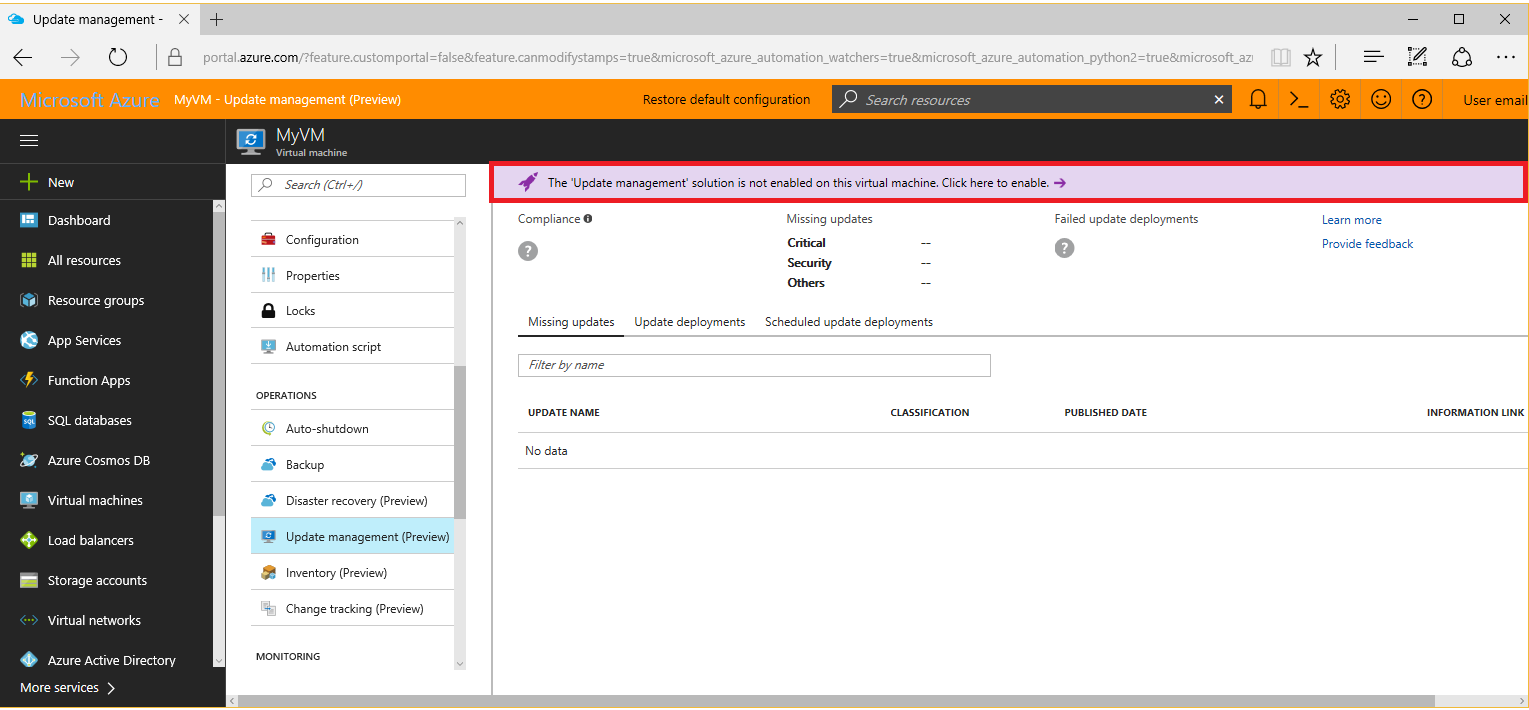 Update management -
portal.azure.com/?feature.customportal=false&feature.canmodifystamps=true&microsoft_azure_automation_watchers=true&microsoft_azure_automation_python2=true&microsoft_az
Microsoft Azure MyVM - Update management (Preview) Restore default configuration Search resources User email
MyVM
Virtual machine
New
Dashboard
All resources
Resource groups
App Services
Function Apps
SQL databases
Azure Cosmos DB
Virtual machines
Load balancers
Storage accounts
Virtual networks
Azure Active Directory
More services
Search (Ctrl+/)
Configuration
Properties
Locks
Automation script
OPERATIONS
Auto-shutdown
Backup
Disaster recovery (Preview)
Update management (Preview)
Inventory (Preview)
Change tracking (Preview)
MONITORING
The 'Update management' solution is not enabled on this virtual machine. Click here to enable.
Compliance
Missing updates
Critical --
Security --
Others --
Failed update deployments
Learn more
Provide feedback
Missing updates Update deployments Scheduled update deployments
Filter by name
UPDATE NAME CLASSIFICATION PUBLISHED DATE INFORMATION LINK
No data